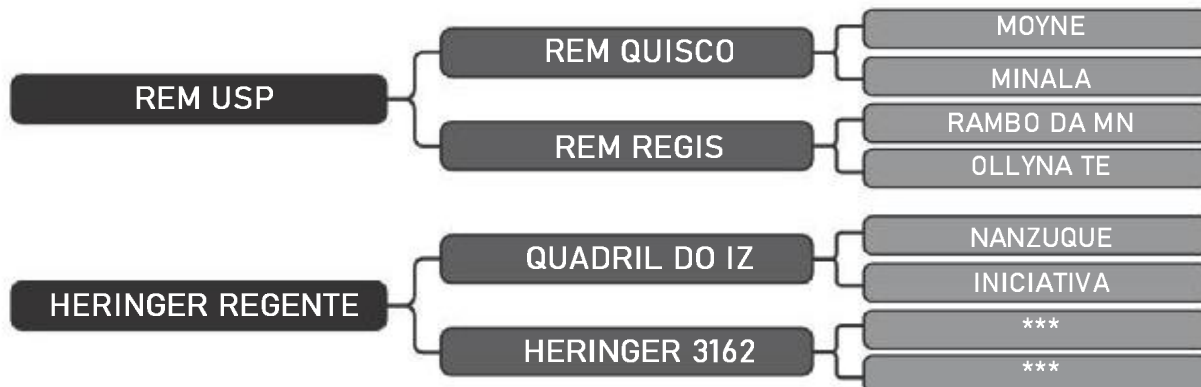 REM USP
REM QUISCO
MOYNE
MINALA
REM REGIS
RAMBO DA MN
OLLYNA TE
HERINGER REGENTE
QUADRIL DO IZ
NANZUQUE
INICIATIVA
HERINGER 3162
***
***